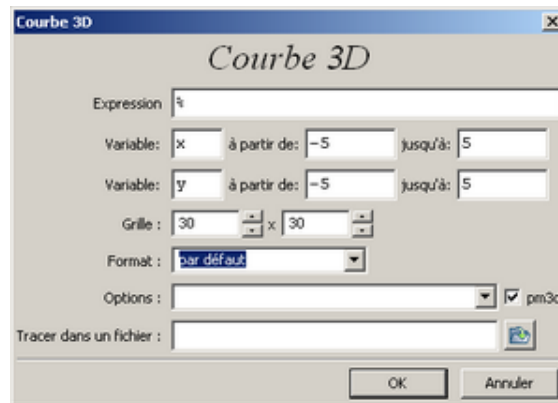 Courbe 3D
Courbe 3D
Expression %
Variable: x à partir de: -5 jusqu'à: 5
Variable: y à partir de: -5 jusqu'à: 5
Grille : 30 x 30
Format : par défaut
Options : pm3d
Tracer dans un fichier :
OK Annuler